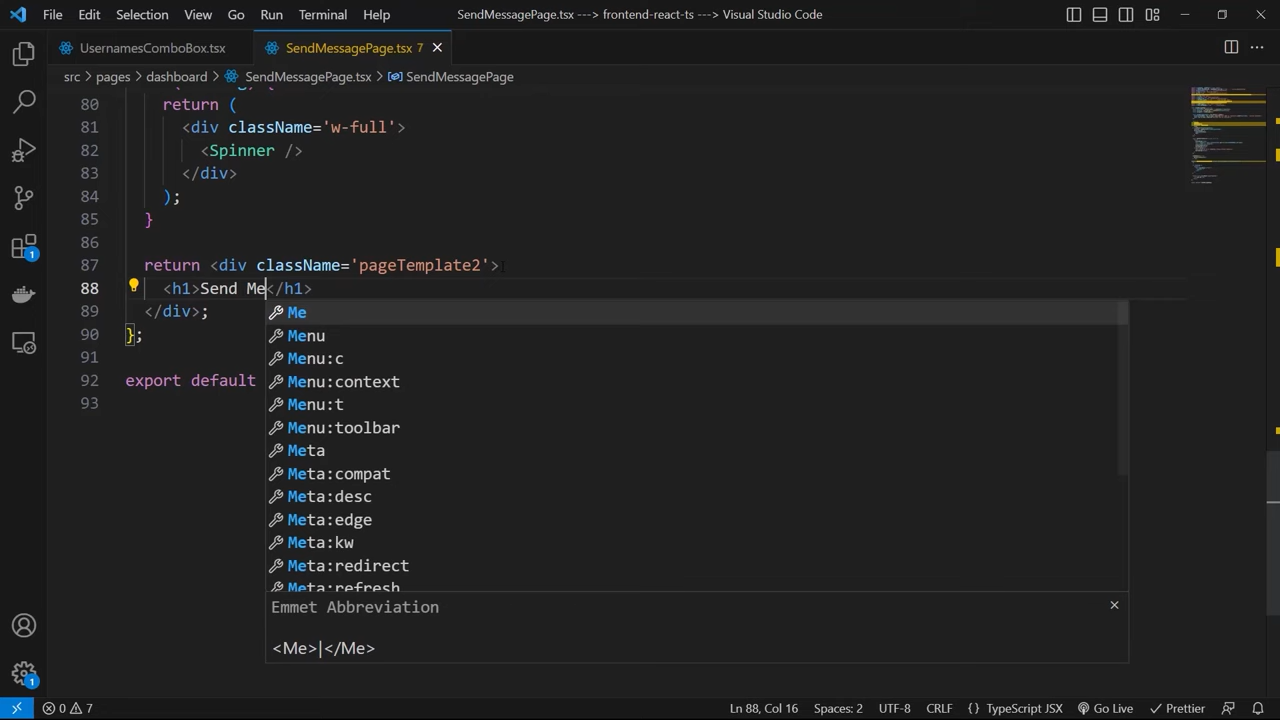 File Edit Selection View Go Run Terminal Help SendMessagePage.tsx ---> frontend-react-ts ---> Visual Studio Code
UsernamesComboBox.tsx SendMessagePage.tsx 7
src > pages > dashboard > SendMessagePage.tsx > SendMessagePage
80 return (
81 <div className='w-full'>
82 <Spinner />
83 </div>
84 );
85 }
86
87 return <div className='pageTemplate2'>
88 <h1>Send Me</h1>
89 </div>;
90 };
91
92 export default
93
Me
Menu
Menu:c
Menu:context
Menu:t
Menu:toolbar
Meta
Meta:compat
Meta:desc
Meta:edge
Meta:kw
Meta:redirect
Meta:refresh
Emmet Abbreviation
<Me>|</Me>
1
1
0 7 Ln 88, Col 16 Spaces: 2 UTF-8 CRLF {} TypeScript JSX Go Live Prettier